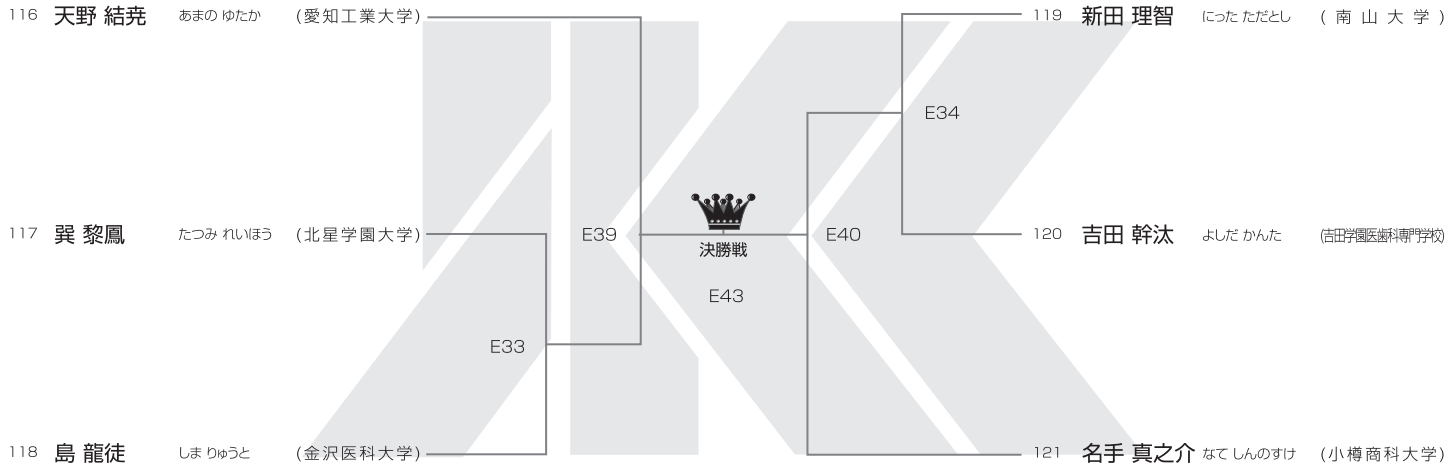 116 天野 結尭 あまの ゆたか (愛知工業大学)
117 巽 黎鳳 たつみ れいほう (北星学園大学)
118 島 龍徒 しま りゅうと (金沢医科大学)
E33
E39
決勝戦
E43
E40
E34
119 新田 理智 にった ただとし (南山大学)
120 吉田 幹汰 よしだ かんた (吉田学園医歯科専門学校)
121 名手 真之介 なて しんのすけ (小樽商科大学)